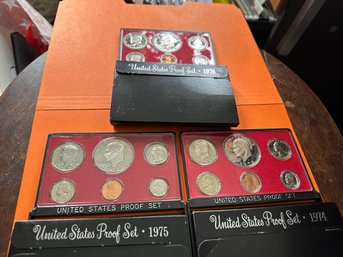 United States Proof Set · 1976
UNITED STATES PROOF SET
UNITED STATES PROOF SET
United States Proof Set · 1975
United States Proof Set · 1974